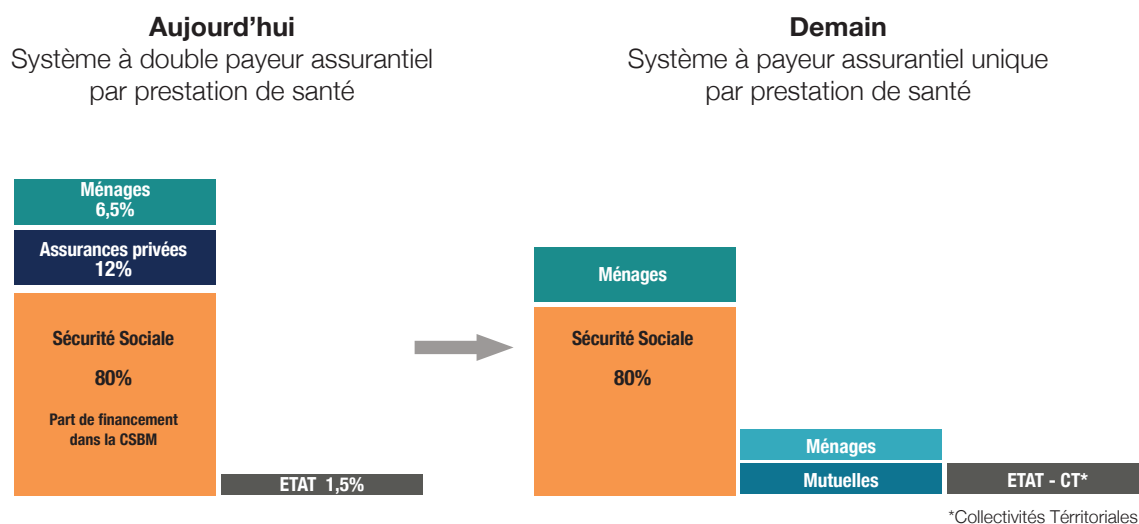 Aujourd’hui
Système à double payeur assurantiel
par prestation de santé
Demain
Système à payeur assurantiel unique
par prestation de santé
Ménages
6,5%
Assurances privées
12%
Sécurité Sociale
80%
Part de financement
dans la CSBM
ETAT 1,5%
Ménages
Sécurité Sociale
80%
Ménages
Mutuelles
ETAT - CT*
*Collectivités Térritoriales